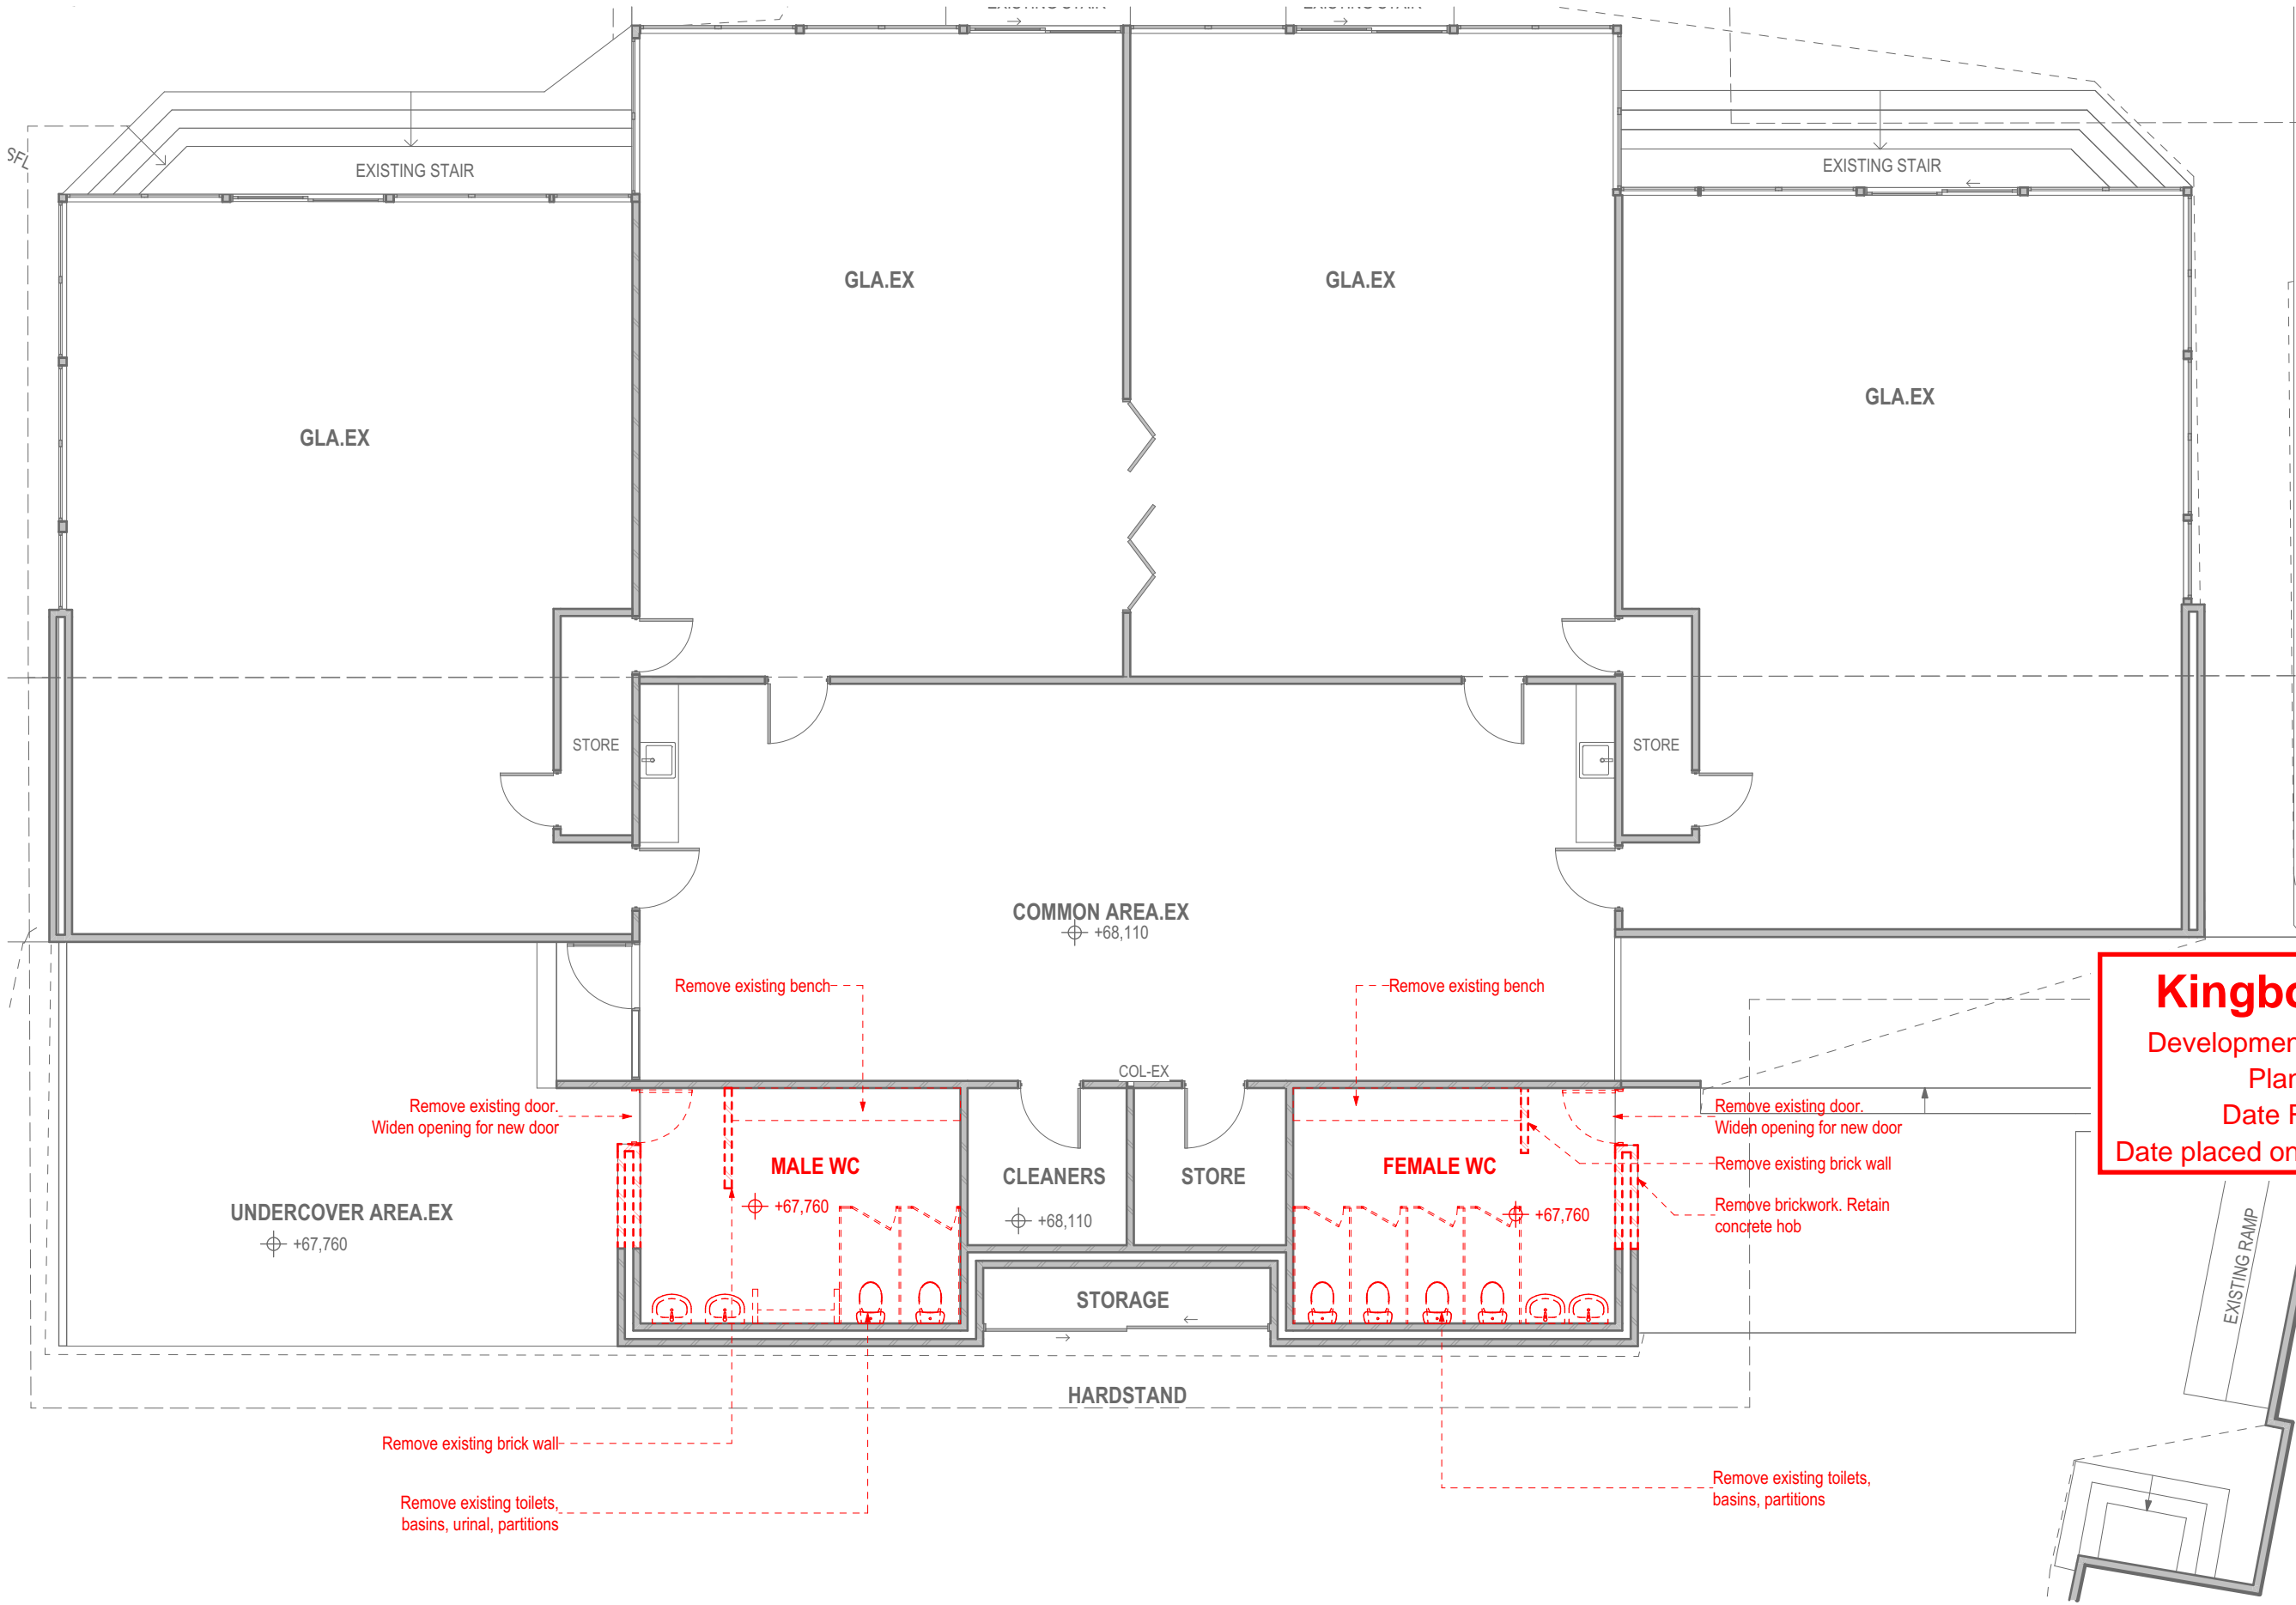 EXISTING STAIR
EXISTING STAIR
SFL
EXISTING STAIR
EXISTING STAIR
GLA.EX
GLA.EX
GLA.EX
GLA.EX
STORE
STORE
COMMON AREA.EX
+68,110
Remove existing bench
Remove existing bench
Kingbo
Developmen
Plan
Date R
Date placed on
COL-EX
Remove existing door.
Widen opening for new door
Remove existing door.
Widen opening for new door
MALE WC
+67,760
CLEANERS
+68,110
STORE
FEMALE WC
+67,760
Remove existing brick wall
Remove brickwork. Retain
concrete hob
UNDERCOVER AREA.EX
+67,760
STORAGE
EXISTING RAMP
HARDSTAND
Remove existing brick wall
Remove existing toilets,
basins, urinal, partitions
Remove existing toilets,
basins, partitions